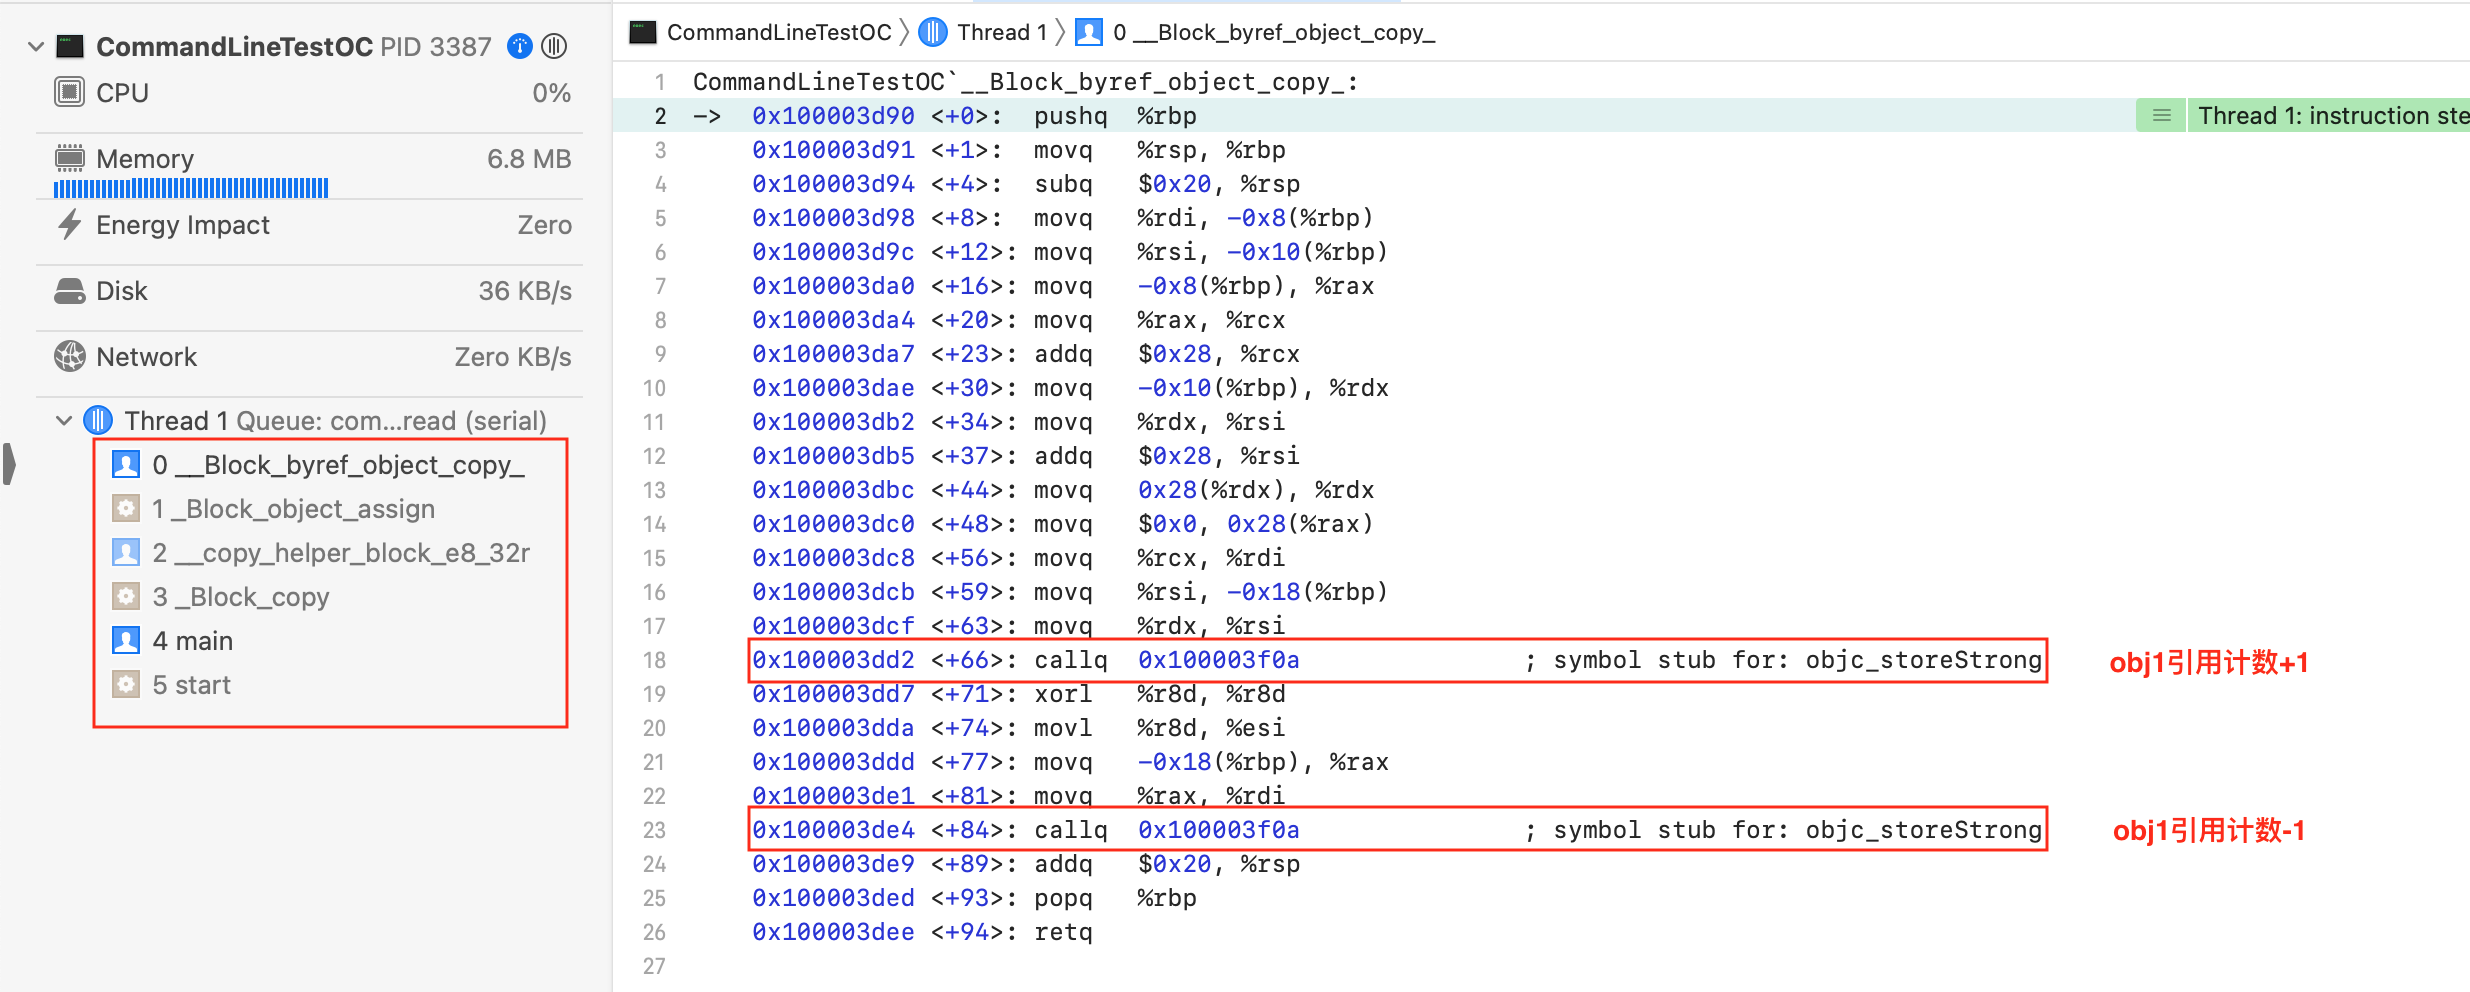 CommandLineTestOC PID 3387
CPU 0%
Memory 6.8 MB
Energy Impact Zero
Disk 36 KB/s
Network Zero KB/s
Thread 1 Queue: com...read (serial)
0 __Block_byref_object_copy_
1 _Block_object_assign
2 __copy_helper_block_e8_32r
3 _Block_copy
4 main
5 start
CommandLineTestOC Thread 1 0 __Block_byref_object_copy_
1 CommandLineTestOC`__Block_byref_object_copy_:
2 -> 0x100003d90 <+0>: pushq %rbp Thread 1: instruction ste
3 0x100003d91 <+1>: movq %rsp, %rbp
4 0x100003d94 <+4>: subq $0x20, %rsp
5 0x100003d98 <+8>: movq %rdi, -0x8(%rbp)
6 0x100003d9c <+12>: movq %rsi, -0x10(%rbp)
7 0x100003da0 <+16>: movq -0x8(%rbp), %rax
8 0x100003da4 <+20>: movq %rax, %rcx
9 0x100003da7 <+23>: addq $0x28, %rcx
10 0x100003dae <+30>: movq -0x10(%rbp), %rdx
11 0x100003db2 <+34>: movq %rdx, %rsi
12 0x100003db5 <+37>: addq $0x28, %rsi
13 0x100003dbc <+44>: movq 0x28(%rdx), %rdx
14 0x100003dc0 <+48>: movq $0x0, 0x28(%rax)
15 0x100003dc8 <+56>: movq %rcx, %rdi
16 0x100003dcb <+59>: movq %rsi, -0x18(%rbp)
17 0x100003dcf <+63>: movq %rdx, %rsi
18 0x100003dd2 <+66>: callq 0x100003f0a ; symbol stub for: objc_storeStrong obj1引用计数+1
19 0x100003dd7 <+71>: xorl %r8d, %r8d
20 0x100003dda <+74>: movl %r8d, %esi
21 0x100003ddd <+77>: movq -0x18(%rbp), %rax
22 0x100003de1 <+81>: movq %rax, %rdi
23 0x100003de4 <+84>: callq 0x100003f0a ; symbol stub for: objc_storeStrong obj1引用计数-1
24 0x100003de9 <+89>: addq $0x20, %rsp
25 0x100003ded <+93>: popq %rbp
26 0x100003dee <+94>: retq
27